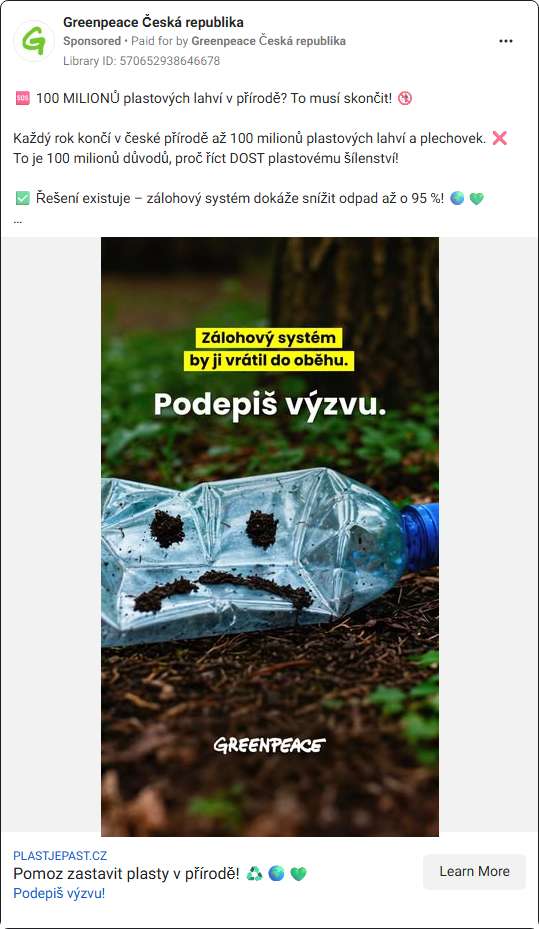 Greenpeace Česká republika
Sponsored • Paid for by Greenpeace Česká republika
Library ID: 570652938646678
🆘 100 MILIONŮ plastových lahví v přírodě? To musí skončit! 🚯
Každý rok končí v české přírodě až 100 milionů plastových lahví a plechovek. ❌
To je 100 milionů důvodů, proč říct DOST plastovému šílenství!
✅ Řešení existuje – zálohový systém dokáže snížit odpad až o 95 %! 🌍 💚
...
Zálohový systém
by ji vrátil do oběhu.
Podepiš výzvu.
GREENPEACE
PLASTJEPAST.CZ
Pomoz zastavit plasty v přírodě! ♻️ 🌍 💚
Podepiš výzvu!
Learn More